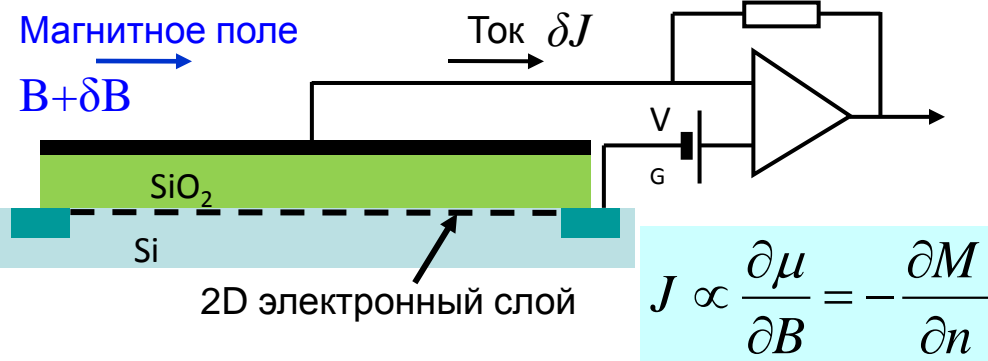 Магнитное поле
B+δB
Ток δJ
V
G
SiO₂
Si
2D электронный слой
J ∝ ∂μ/∂B = − ∂M/∂n